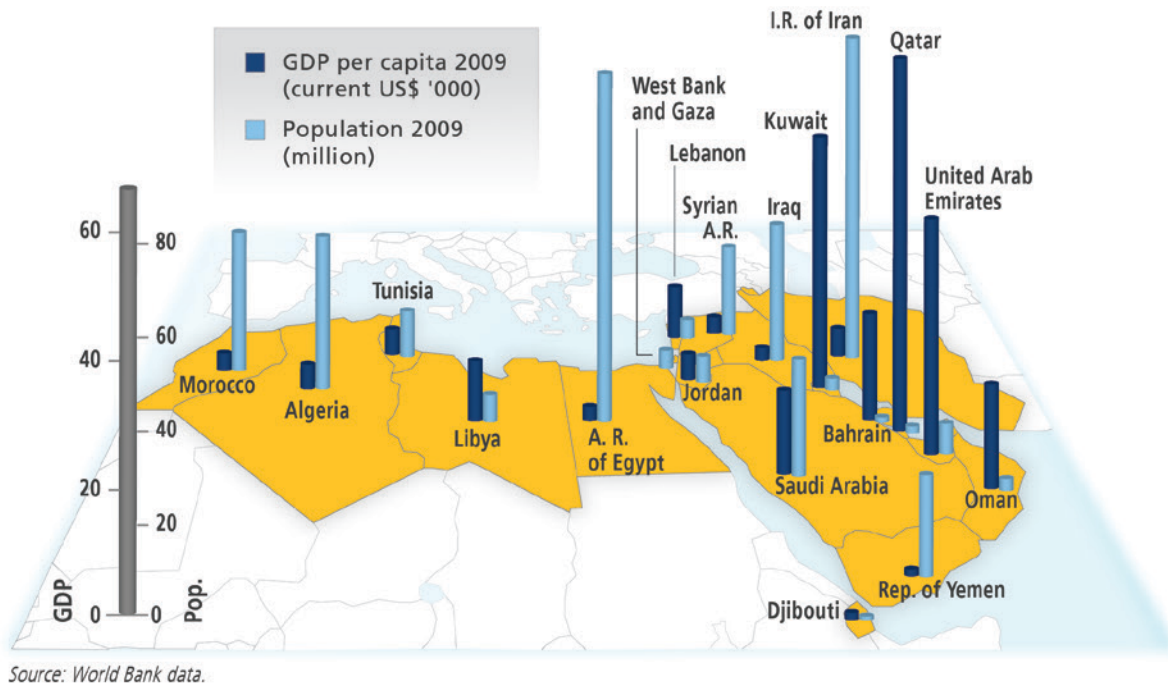 GDP per capita 2009
(current US$ '000)
Population 2009
(million)
I.R. of Iran
Qatar
West Bank
and Gaza
Kuwait
Lebanon
United Arab
Emirates
Syrian
A.R.
Iraq
60
80
Tunisia
60
40
Morocco
Algeria
Jordan
Libya
A. R.
of Egypt
Bahrain
40
20
Saudi Arabia
Oman
20
GDP
0
0
Pop.
Rep. of Yemen
Djibouti
Source: World Bank data.